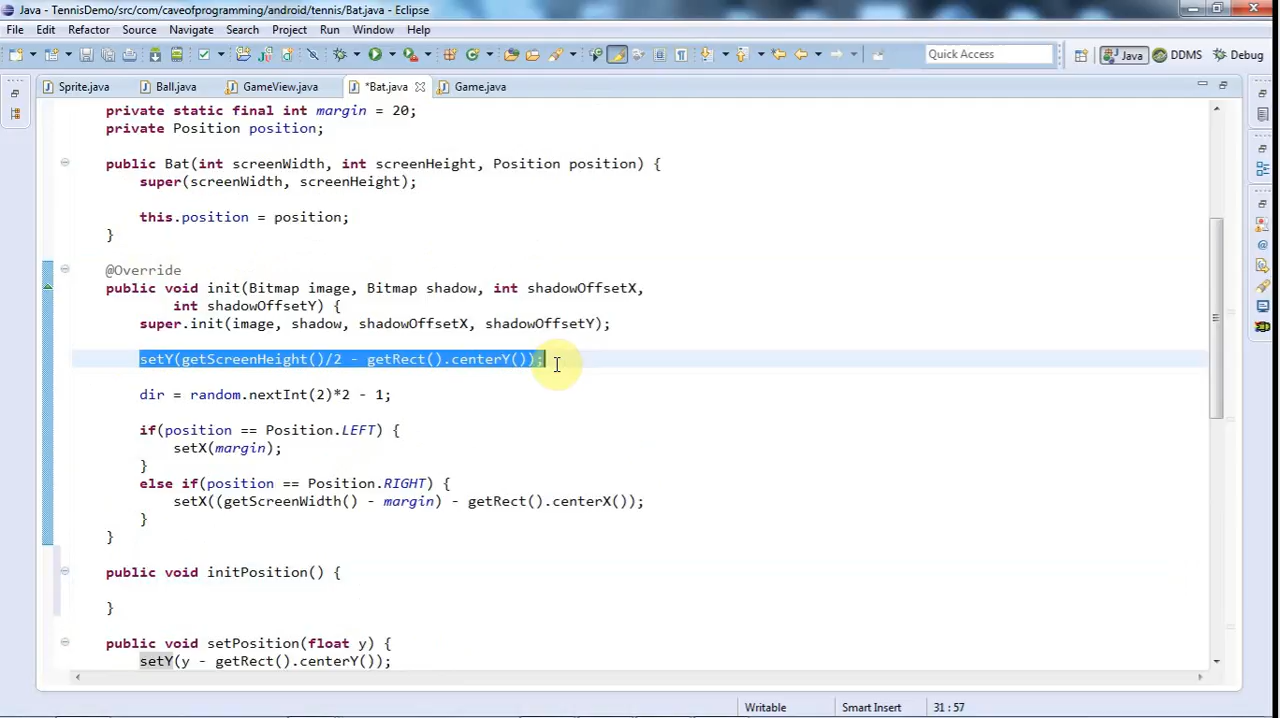 Java - TennisDemo/src/com/caveofprogramming/android/tennis/Bat.java - Eclipse
File Edit Refactor Source Navigate Search Project Run Window Help
Quick Access Java DDMS Debug
Sprite.java Ball.java GameView.java *Bat.java Game.java
private static final int margin = 20;
private Position position;
public Bat(int screenWidth, int screenHeight, Position position) {
super(screenWidth, screenHeight);
this.position = position;
}
@Override
public void init(Bitmap image, Bitmap shadow, int shadowOffsetX,
int shadowOffsetY) {
super.init(image, shadow, shadowOffsetX, shadowOffsetY);
setY(getScreenHeight()/2 - getRect().centerY());
dir = random.nextInt(2)*2 - 1;
if(position == Position.LEFT) {
setX(margin);
}
else if(position == Position.RIGHT) {
setX((getScreenWidth() - margin) - getRect().centerX());
}
}
public void initPosition() {
}
public void setPosition(float y) {
setY(y - getRect().centerY());
Writable Smart Insert 31 : 57